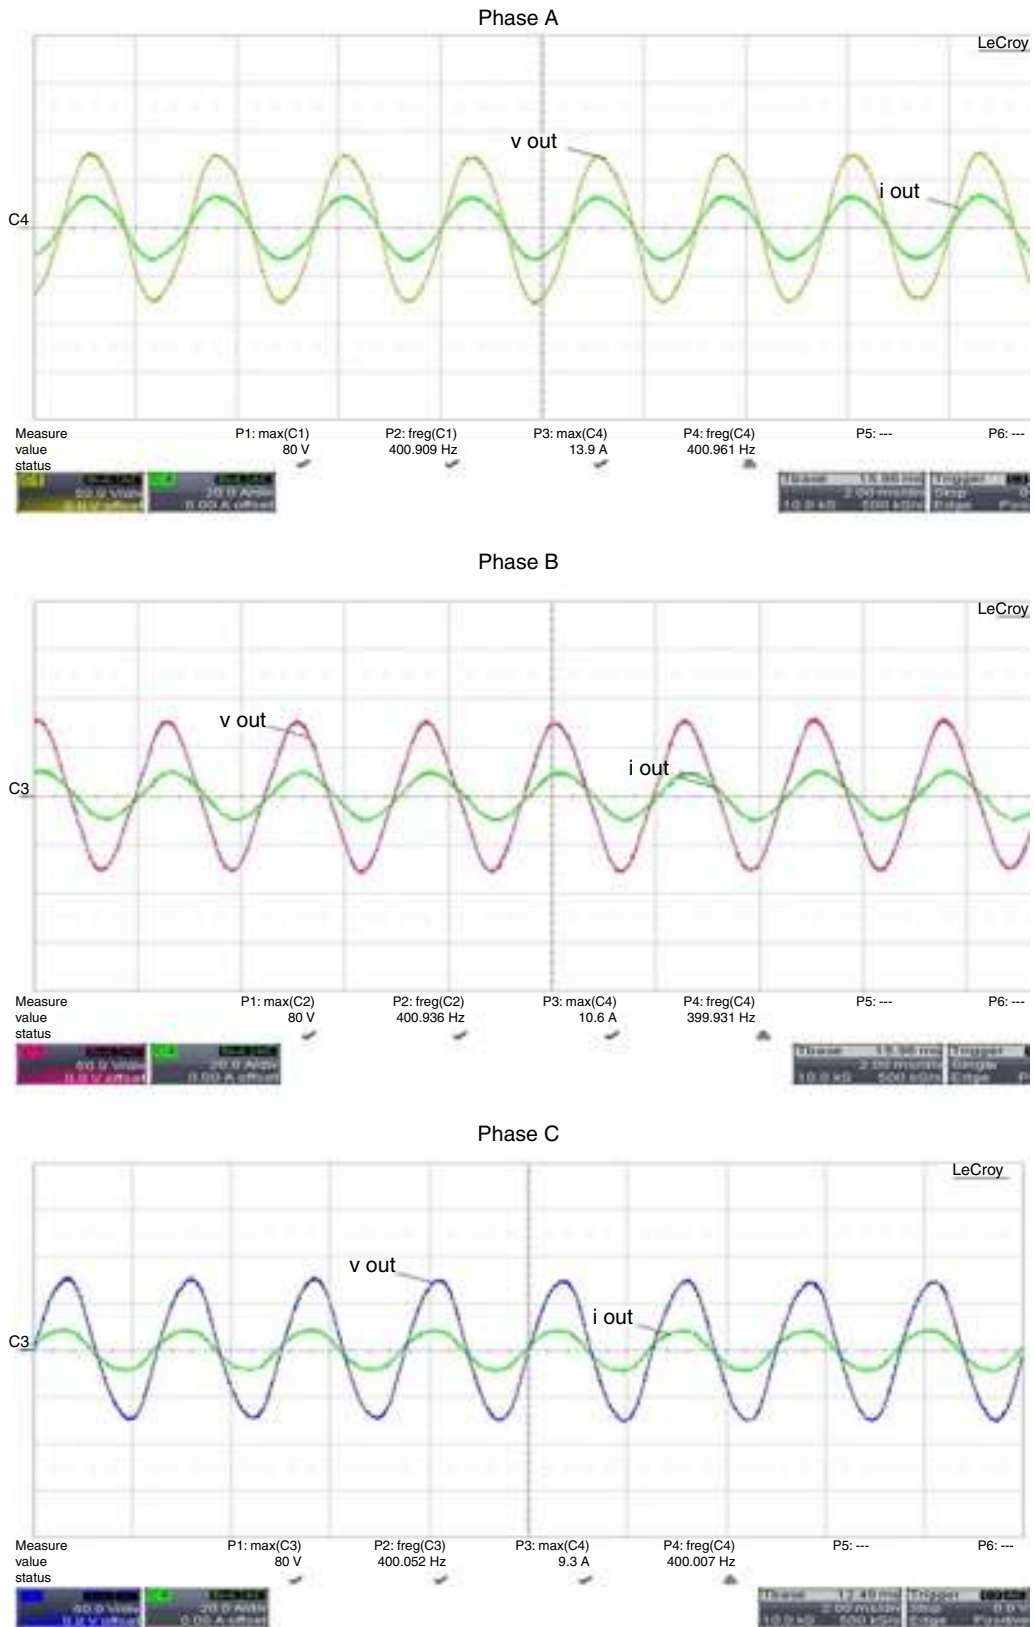 Phase A
LeCroy
v out
i out
C4
Measure P1: max(C1) P2: freg(C1) P3: max(C4) P4: freg(C4) P5: --- P6: ---
value 80 V 400.909 Hz 13.9 A 400.961 Hz
status
Phase B
LeCroy
v out
i out
C3
Measure P1: max(C2) P2: freg(C2) P3: max(C4) P4: freg(C4) P5: --- P6: ---
value 80 V 400.936 Hz 10.6 A 399.931 Hz
status
Phase C
LeCroy
v out
i out
C3
Measure P1: max(C3) P2: freg(C3) P3: max(C4) P4: freg(C4) P5: --- P6: ---
value 80 V 400.052 Hz 9.3 A 400.007 Hz
status